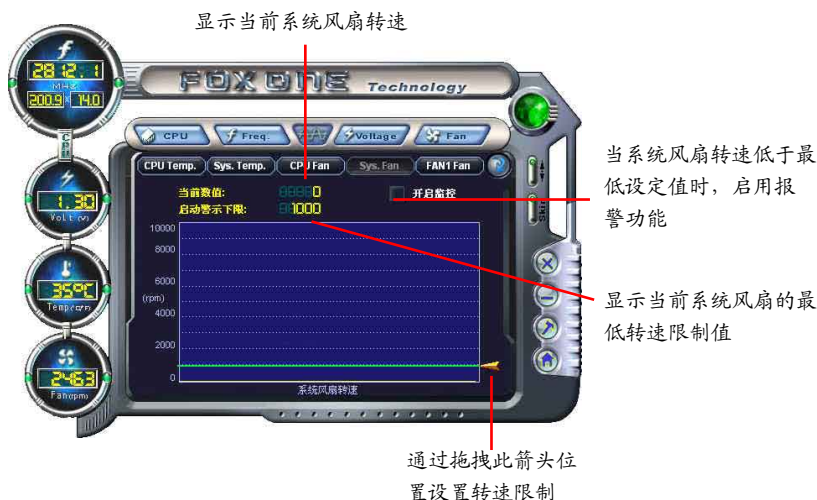 显示当前系统风扇转速
2812.1
MHz
200.9 x 14.0
FOX ONE Technology
CPU Freq. Voltage Fan
CPU
CPU Temp. Sys. Temp. CPU Fan Sys. Fan FAN1 Fan ?
当前数值: 0 开启监控
启动警示下限: 1000
1.30
Volt (v)
Skin
10000
8000
6000
(rpm)
4000
2000
0
系统风扇转速
35℃
Temp(℃/℉)
2463
Fan(rpm)
当系统风扇转速低于最
低设定值时，启用报
警功能
显示当前系统风扇的最
低转速限制值
通过拖拽此箭头位
置设置转速限制